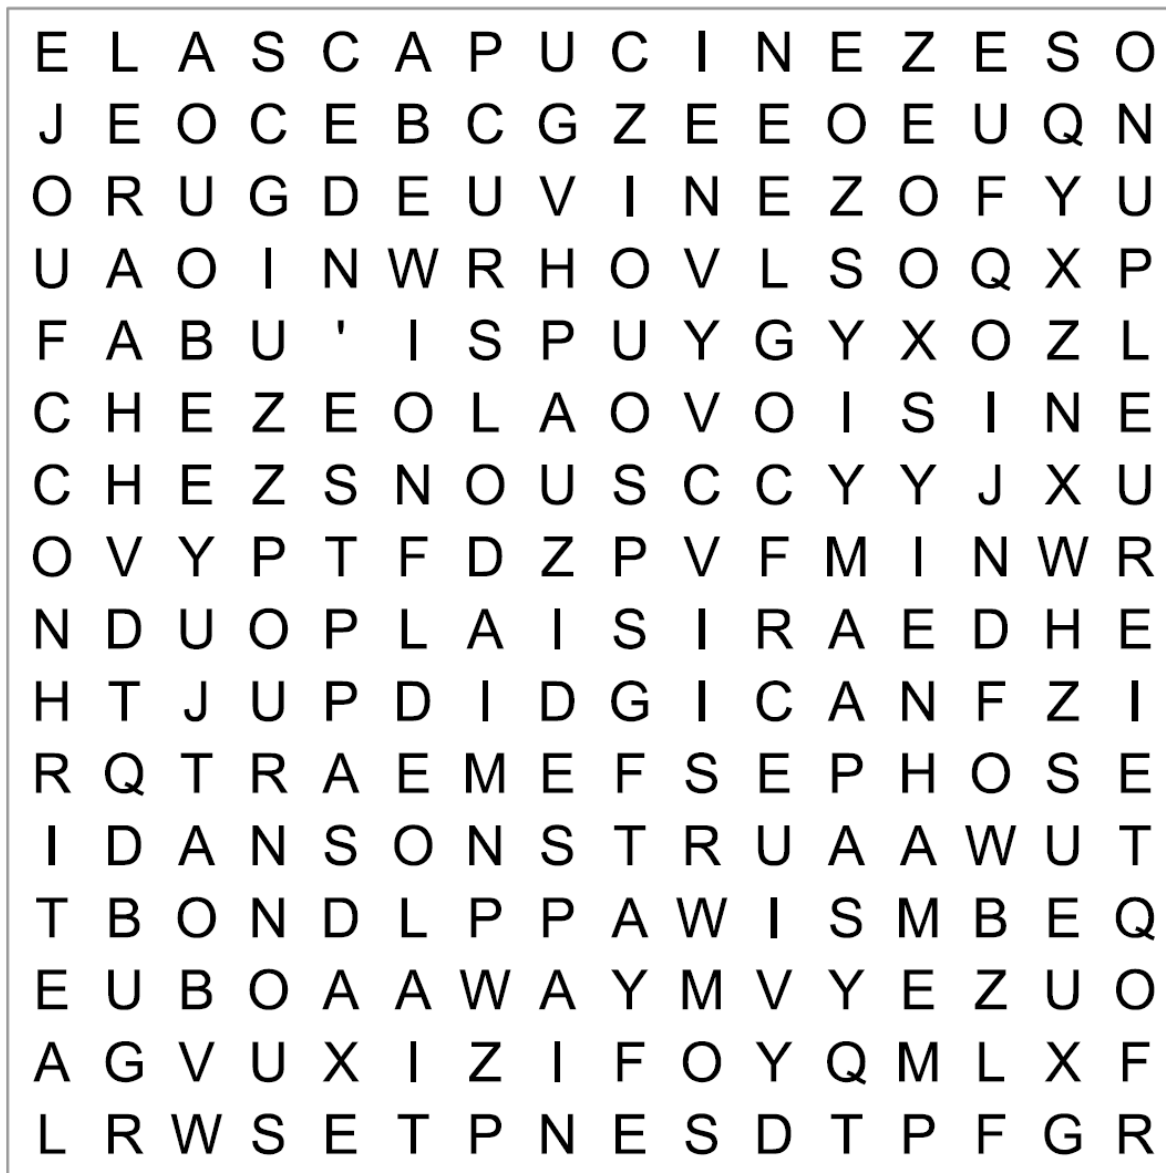 E L A S C A P U C I N E Z E S O
J E O C E B C G Z E E O E U Q N
O R U G D E U V I N E Z O F Y U
U A O I N W R H O V L S O Q X P
F A B U ' I S P U Y G Y X O Z L
C H E Z E O L A O V O I S I N E
C H E Z S N O U S C C Y Y J X U
O V Y P T F D Z P V F M I N W R
N D U O P L A I S I R A E D H E
H T J U P D I D G I C A N F Z I
R Q T R A E M E F S E P H O S E
I D A N S O N S T R U A A W U T
T B O N D L P P A W I S M B E Q
E U B O A A W A Y M V Y E Z U O
A G V U X I Z I F O Y Q M L X F
L R W S E T P N E S D T P F G R